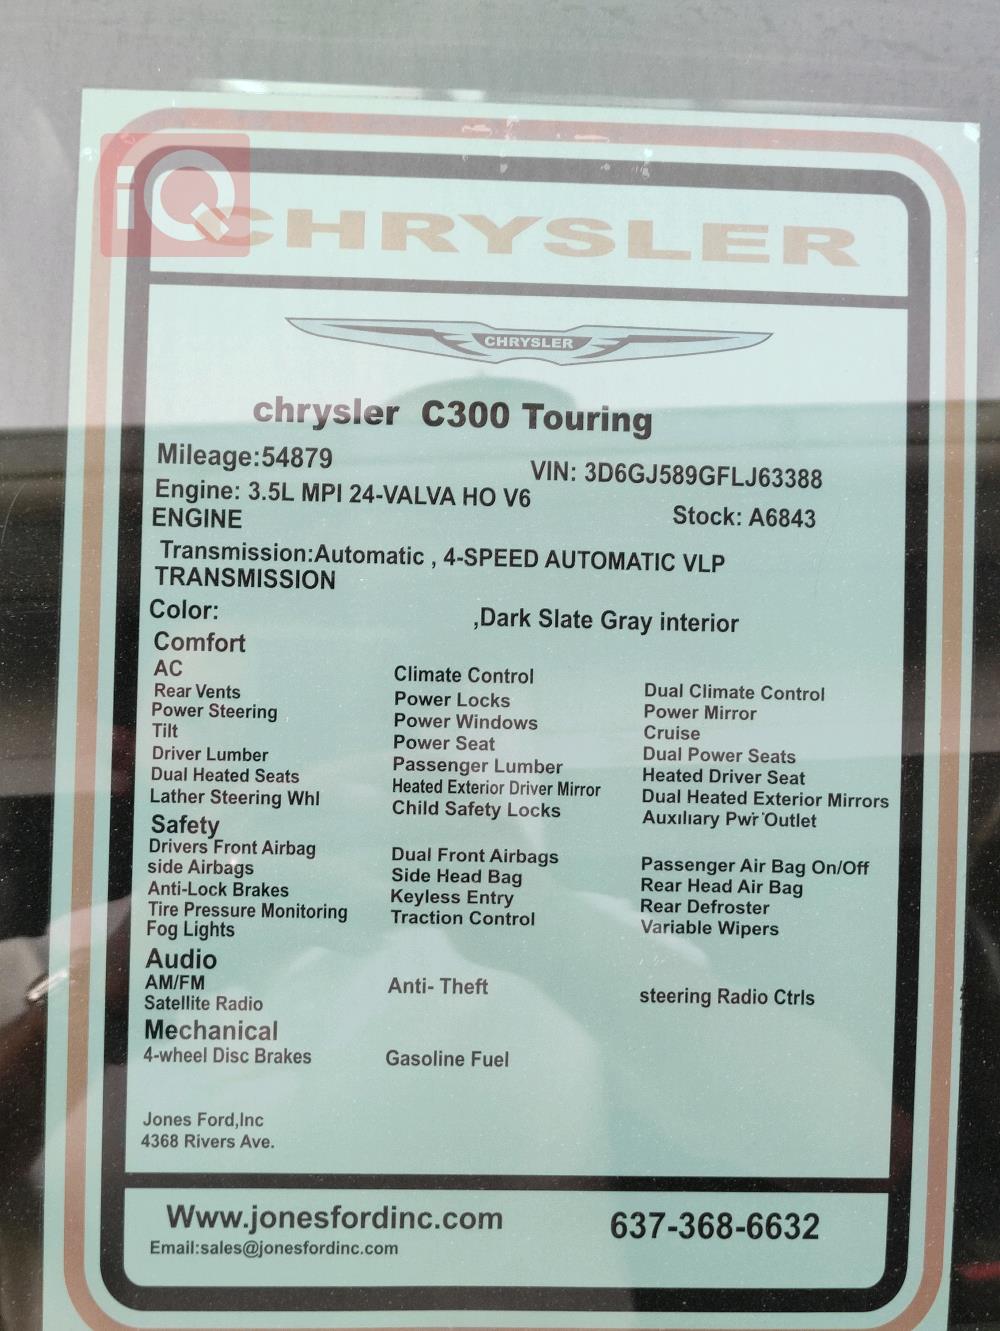 iQ
CHRYSLER
CHRYSLER
chrysler C300 Touring
Mileage:54879
VIN: 3D6GJ589GFLJ63388
Engine: 3.5L MPI 24-VALVA HO V6
ENGINE
Stock: A6843
Transmission:Automatic , 4-SPEED AUTOMATIC VLP
TRANSMISSION
Color: ,Dark Slate Gray interior
Comfort
AC Climate Control Dual Climate Control
Rear Vents Power Locks Power Mirror
Power Steering Power Windows Cruise
Tilt Power Seat Dual Power Seats
Driver Lumber Passenger Lumber Heated Driver Seat
Dual Heated Seats Heated Exterior Driver Mirror Dual Heated Exterior Mirrors
Lather Steering Whl Child Safety Locks Auxiliary Pwr Outlet
Safety
Drivers Front Airbag Dual Front Airbags Passenger Air Bag On/Off
side Airbags Side Head Bag Rear Head Air Bag
Anti-Lock Brakes Keyless Entry Rear Defroster
Tire Pressure Monitoring Traction Control Variable Wipers
Fog Lights
Audio
AM/FM Anti- Theft steering Radio Ctrls
Satellite Radio
Mechanical
4-wheel Disc Brakes Gasoline Fuel
Jones Ford,Inc
4368 Rivers Ave.
Www.jonesfordinc.com 637-368-6632
Email:sales@jonesfordinc.com